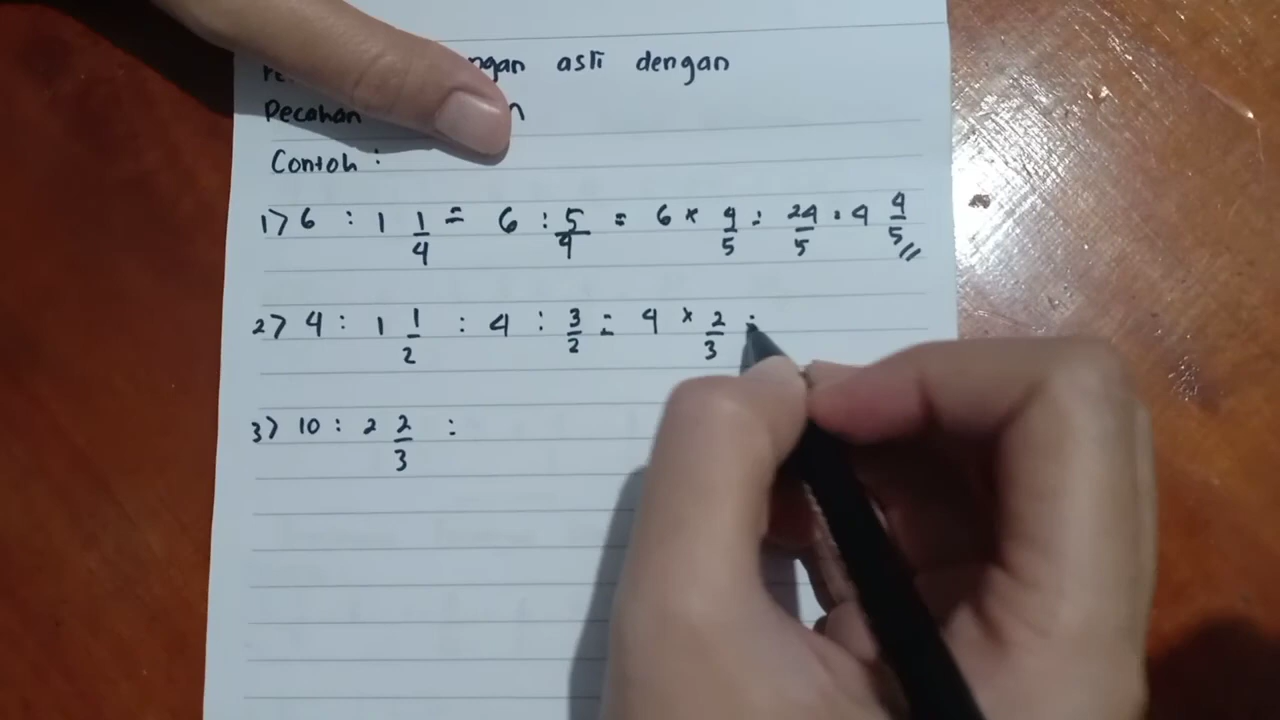 ngan asli dengan
Pecahan
Contoh :
1) 6 : 1 1/4 = 6 : 5/4 = 6 × 4/5 = 24/5 = 4 4/5 //
2) 4 : 1 1/2 = 4 : 3/2 = 4 × 2/3 =
3) 10 : 2 2/3 =